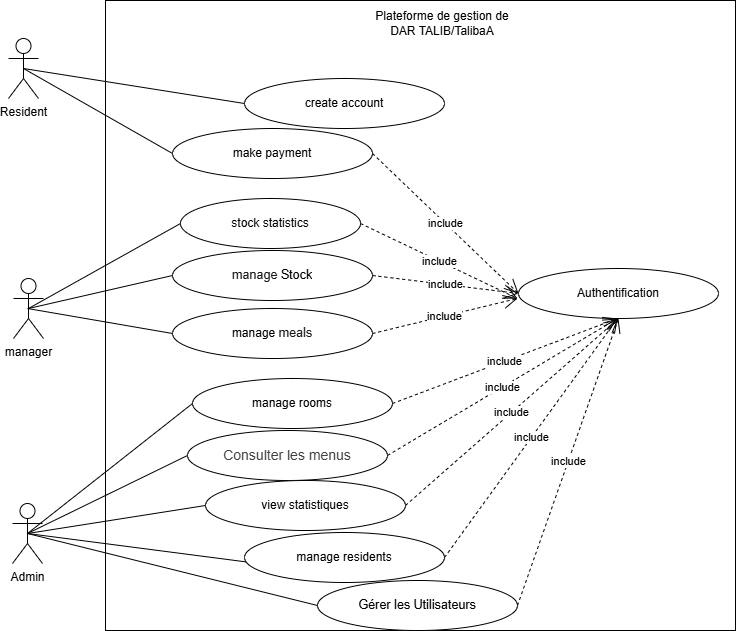 Plateforme de gestion de
DAR TALIB/TalibaA
Resident
create account
make payment
include
stock statistics
include
manage Stock
include
Authentification
manager
manage meals
include
include
manage rooms
include
Consulter les menus
include
view statistiques
include
include
manage residents
Admin
Gérer les Utilisateurs